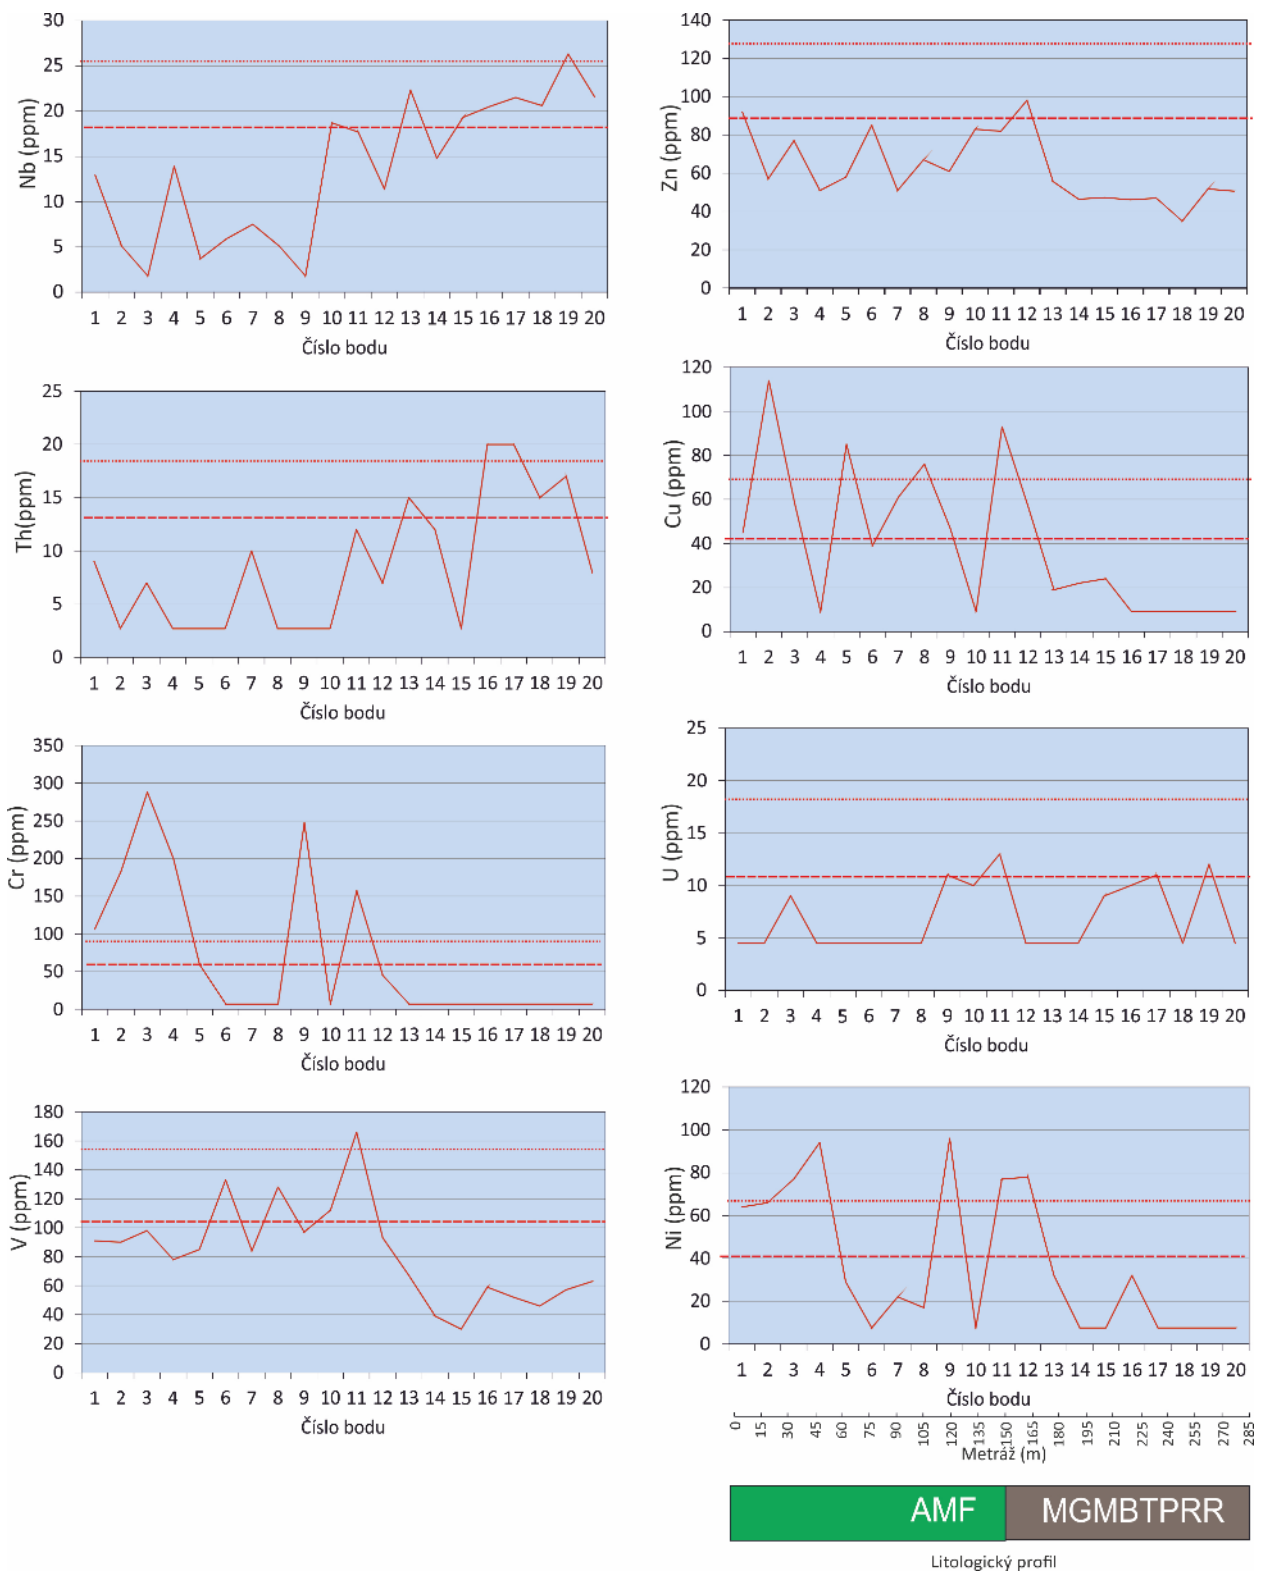 30
25
20
15
10
5
0
Nb (ppm)
1 2 3 4 5 6 7 8 9 10 11 12 13 14 15 16 17 18 19 20
Číslo bodu
140
120
100
80
60
40
20
0
Zn (ppm)
1 2 3 4 5 6 7 8 9 10 11 12 13 14 15 16 17 18 19 20
Číslo bodu
25
20
15
10
5
0
Th(ppm)
1 2 3 4 5 6 7 8 9 10 11 12 13 14 15 16 17 18 19 20
Číslo bodu
120
100
80
60
40
20
0
Cu (ppm)
1 2 3 4 5 6 7 8 9 10 11 12 13 14 15 16 17 18 19 20
Číslo bodu
350
300
250
200
150
100
50
0
Cr (ppm)
1 2 3 4 5 6 7 8 9 10 11 12 13 14 15 16 17 18 19 20
Číslo bodu
25
20
15
10
5
0
U (ppm)
1 2 3 4 5 6 7 8 9 10 11 12 13 14 15 16 17 18 19 20
Číslo bodu
180
160
140
120
100
80
60
40
20
0
V (ppm)
1 2 3 4 5 6 7 8 9 10 11 12 13 14 15 16 17 18 19 20
Číslo bodu
120
100
80
60
40
20
0
Ni (ppm)
1 2 3 4 5 6 7 8 9 10 11 12 13 14 15 16 17 18 19 20
Číslo bodu
0 15 30 45 60 75 90 105 120 135 150 165 180 195 210 225 240 255 270 285
Metráž (m)
AMF MGMBTPRR
Litologický profil